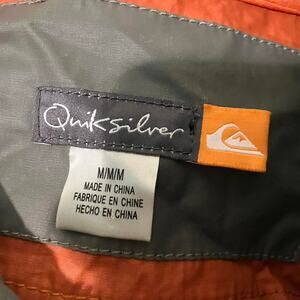 Quiksilver
M/M/M
MADE IN CHINA
FABRIQUE EN CHINE
HECHO EN CHINA